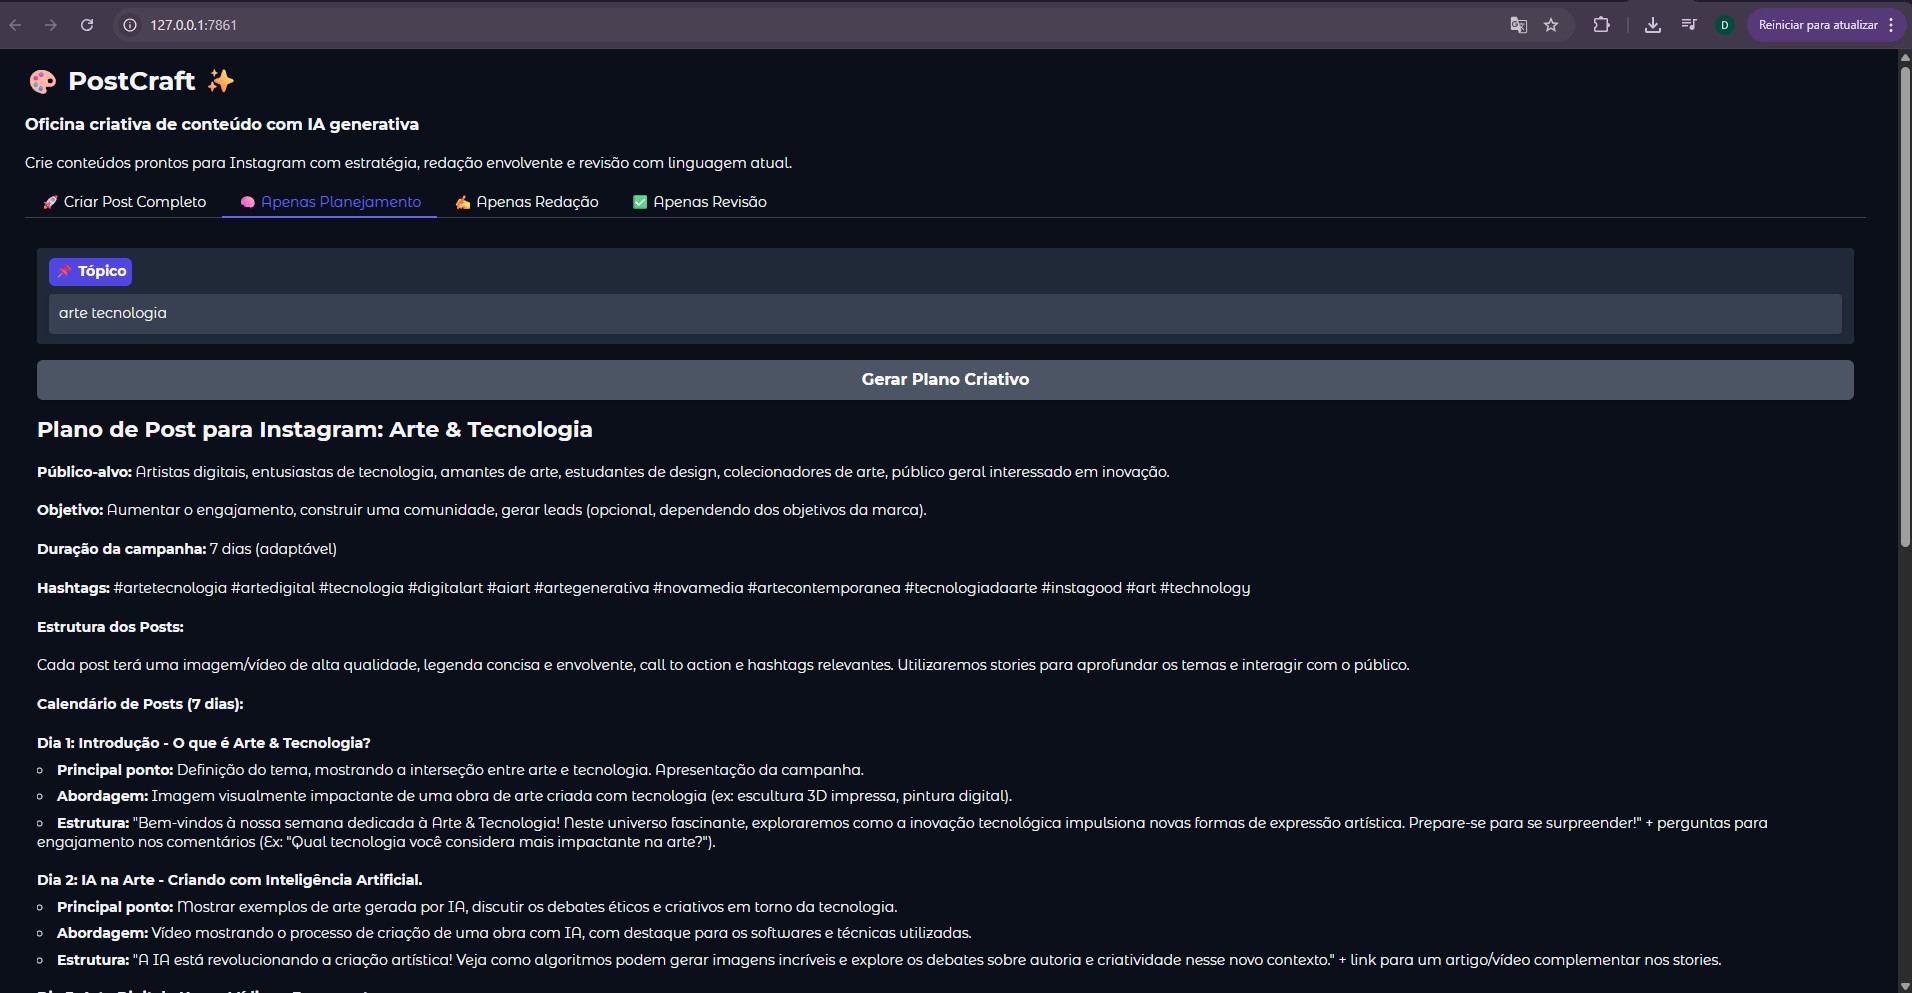 127.0.0.1:7861
D
Reiniciar para atualizar
PostCraft
Oficina criativa de conteúdo com IA generativa
Crie conteúdos prontos para Instagram com estratégia, redação envolvente e revisão com linguagem atual.
Criar Post Completo Apenas Planejamento Apenas Redação Apenas Revisão
Tópico
arte tecnologia
Gerar Plano Criativo
Plano de Post para Instagram: Arte & Tecnologia
Público-alvo: Artistas digitais, entusiastas de tecnologia, amantes de arte, estudantes de design, colecionadores de arte, público geral interessado em inovação.
Objetivo: Aumentar o engajamento, construir uma comunidade, gerar leads (opcional, dependendo dos objetivos da marca).
Duração da campanha: 7 dias (adaptável)
Hashtags: #artetecnologia #artedigital #tecnologia #digitalart #aiart #artegenerativa #novamedia #artecontemporanea #tecnologiadaarte #instagood #art #technology
Estrutura dos Posts:
Cada post terá uma imagem/vídeo de alta qualidade, legenda concisa e envolvente, call to action e hashtags relevantes. Utilizaremos stories para aprofundar os temas e interagir com o público.
Calendário de Posts (7 dias):
Dia 1: Introdução - O que é Arte & Tecnologia?
Principal ponto: Definição do tema, mostrando a interseção entre arte e tecnologia. Apresentação da campanha.
Abordagem: Imagem visualmente impactante de uma obra de arte criada com tecnologia (ex: escultura 3D impressa, pintura digital).
Estrutura: "Bem-vindos à nossa semana dedicada à Arte & Tecnologia! Neste universo fascinante, exploraremos como a inovação tecnológica impulsiona novas formas de expressão artística. Prepare-se para se surpreender!" + perguntas para
engajamento nos comentários (Ex: "Qual tecnologia você considera mais impactante na arte?").
Dia 2: IA na Arte - Criando com Inteligência Artificial.
Principal ponto: Mostrar exemplos de arte gerada por IA, discutir os debates éticos e criativos em torno da tecnologia.
Abordagem: Vídeo mostrando o processo de criação de uma obra com IA, com destaque para os softwares e técnicas utilizadas.
Estrutura: "A IA está revolucionando a criação artística! Veja como algoritmos podem gerar imagens incríveis e explore os debates sobre autoria e criatividade nesse novo contexto." + link para um artigo/vídeo complementar nos stories.